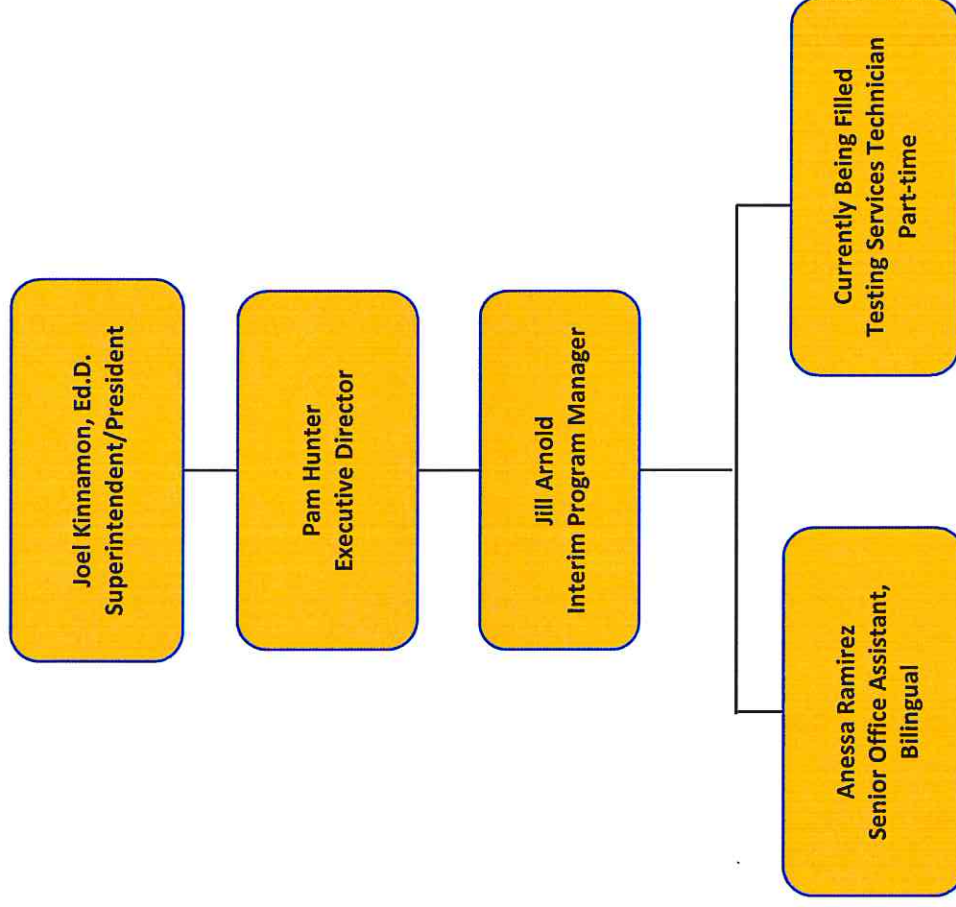 Joel Kinnamon, Ed.D.
Superintendent/President
Pam Hunter
Executive Director
Jill Arnold
Interim Program Manager
Anessa Ramirez
Senior Office Assistant,
Bilingual
Currently Being Filled
Testing Services Technician
Part-time